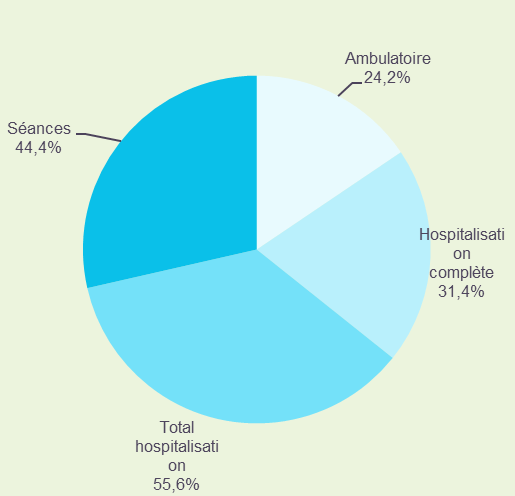 Ambulatoire
24,2%
Séances
44,4%
Hospitalisati
on
complète
31,4%
Total
hospitalisati
on
55,6%